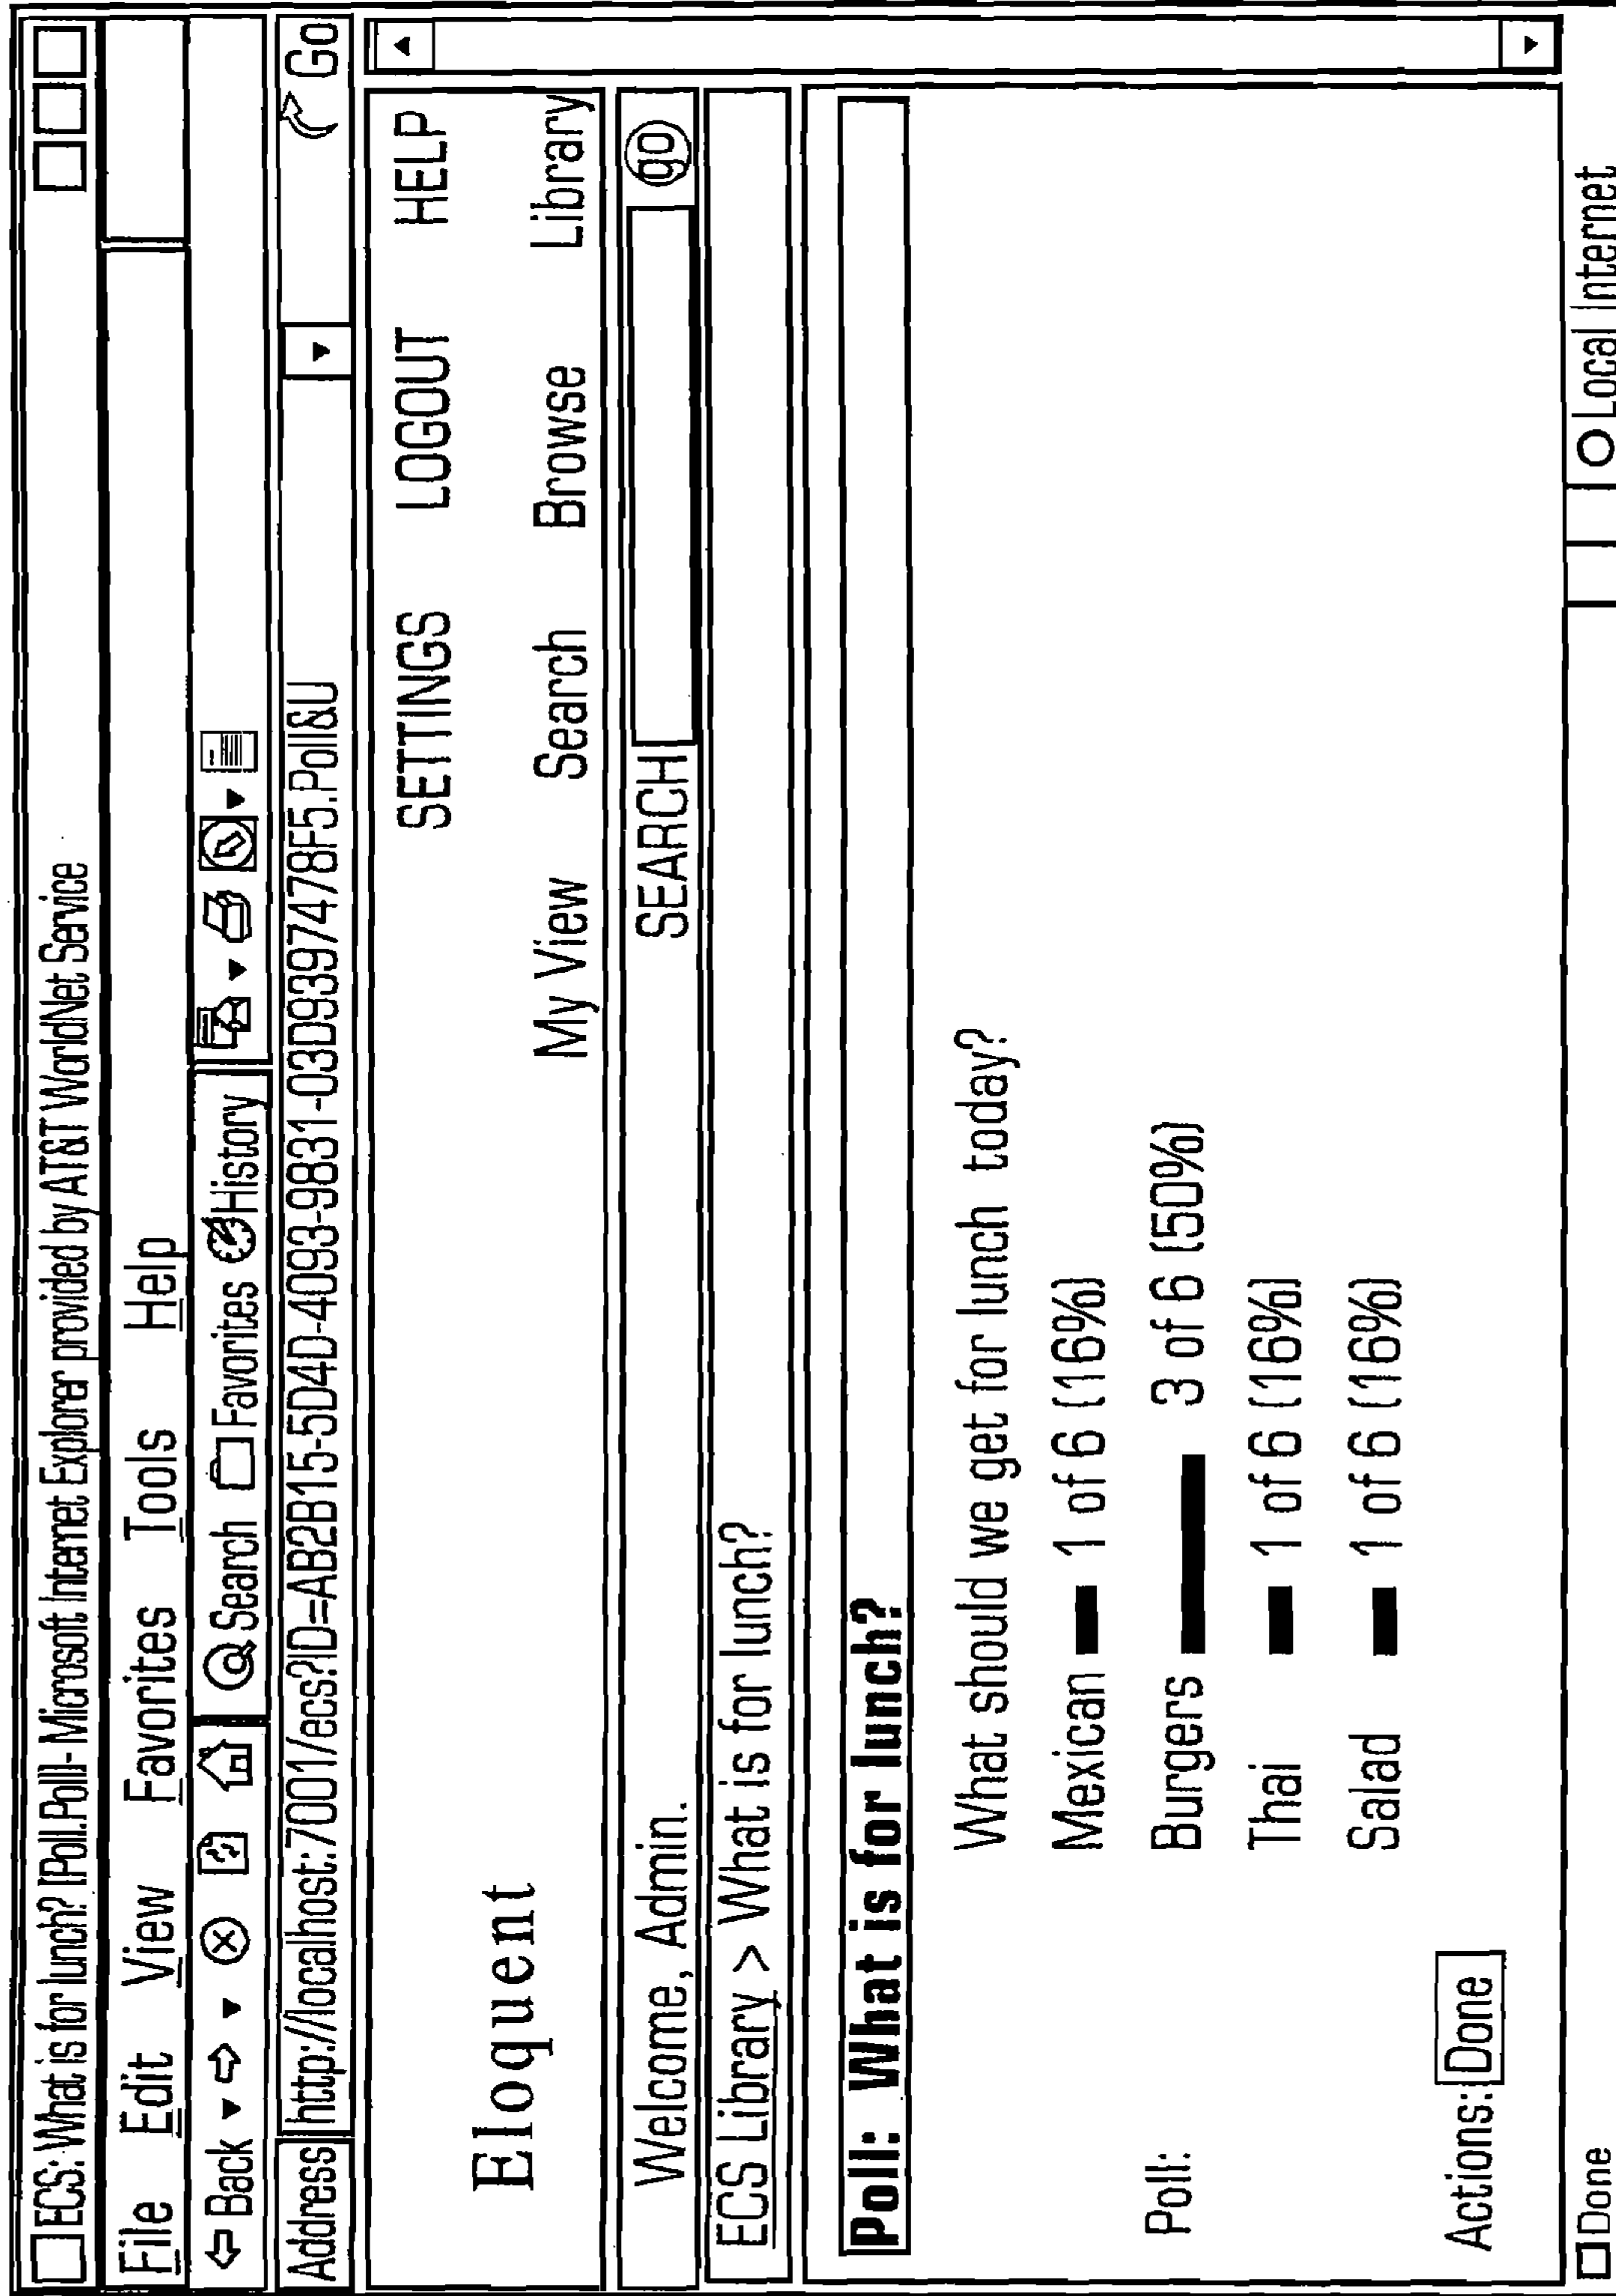 ECS: What is for lunch? [Poll.Poll]- Microsoft Internet Explorer provided by AT&T WorldNet Service
File Edit View Favorites Tools Help
Back Search Favorites History
Address http://localhost:7001/ecs?ID=AB2B15-5D4D-4093-9831-03D9397478F5.Poll&U Go
SETTINGS LOGOUT HELP
Eloquent
My View Search Browse Library
Welcome, Admin. SEARCH go
ECS Library > What is for lunch?
Poll: What is for lunch?
What should we get for lunch today?
Mexican 1 of 6 (16%)
Poll: Burgers 3 of 6 (50%)
Thai 1 of 6 (16%)
Salad 1 of 6 (16%)
Actions: Done
Done Local Internet